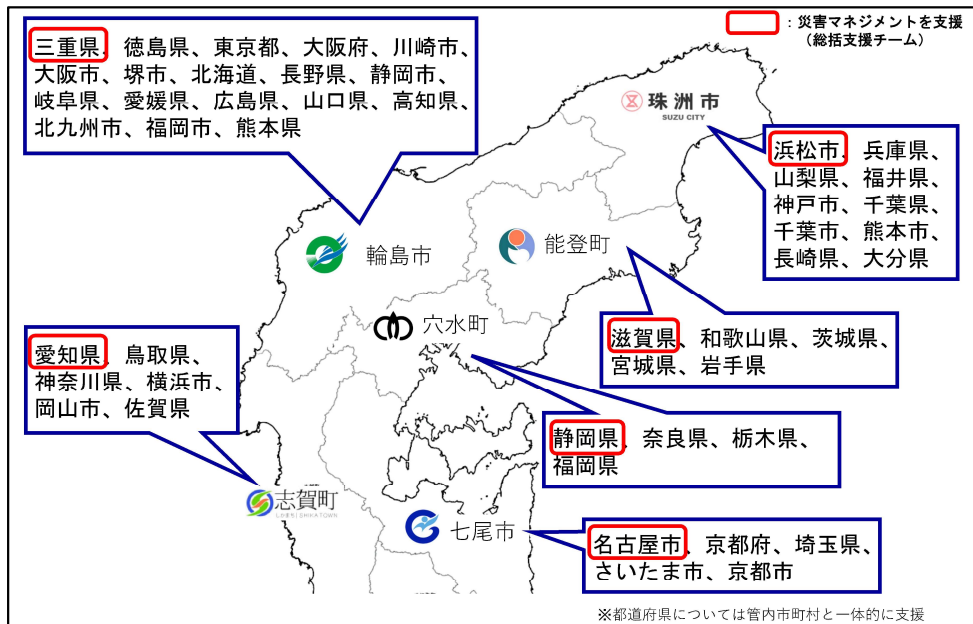 ：災害マネジメントを支援
（総括支援チーム）
三重県、徳島県、東京都、大阪府、川崎市、
大阪市、堺市、北海道、長野県、静岡市、
岐阜県、愛媛県、広島県、山口県、高知県、
北九州市、福岡市、熊本県
珠洲市
SUZU CITY
浜松市、兵庫県、
山梨県、福井県、
神戸市、千葉県、
千葉市、熊本市、
長崎県、大分県
輪島市
能登町
穴水町
滋賀県、和歌山県、茨城県、
宮城県、岩手県
愛知県、鳥取県、
神奈川県、横浜市、
岡山市、佐賀県
静岡県、奈良県、栃木県、
福岡県
志賀町
SHIKA TOWN
七尾市
名古屋市、京都府、埼玉県、
さいたま市、京都市
※都道府県については管内市町村と一体的に支援